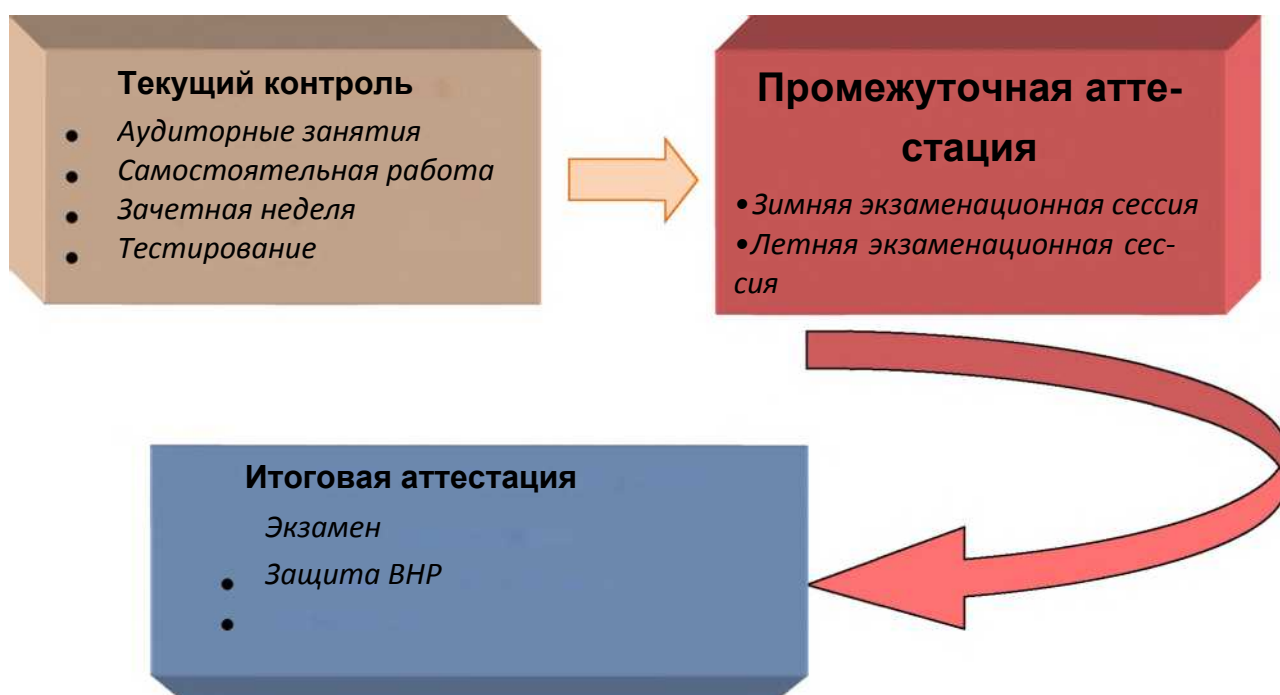 Текущий контроль
• Аудиторные занятия
• Самостоятельная работа
• Зачетная неделя
• Тестирование
Промежуточная атте-
стация
•Зимняя экзаменационная сессия
•Летняя экзаменационная сес-
сия
Итоговая аттестация
Экзамен
• Защита ВНР
•